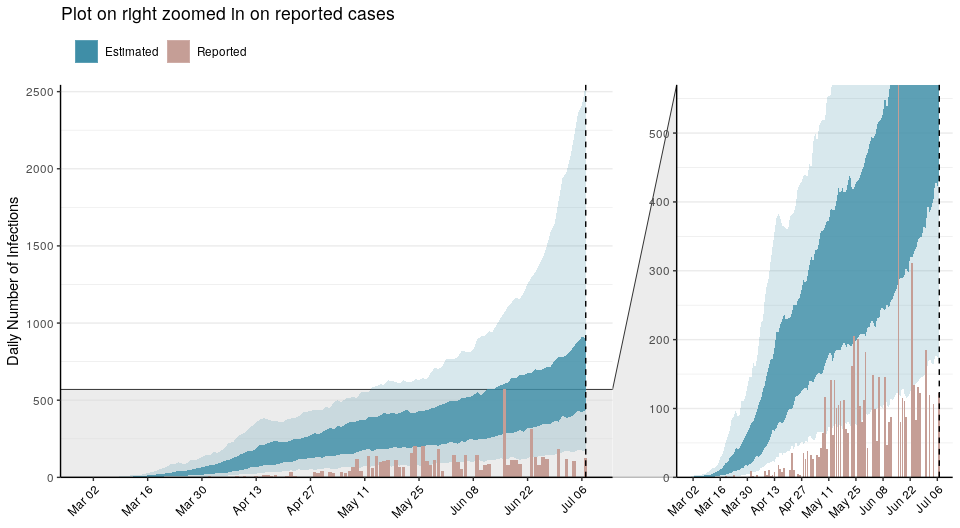 Plot on right zoomed in on reported cases
Estimated Reported
Daily Number of Infections
2500
2000
1500
1000
500
0
Mar 02 Mar 16 Mar 30 Apr 13 Apr 27 May 11 May 25 Jun 08 Jun 22 Jul 06
500
400
300
200
100
0
Mar 02 Mar 16 Mar 30 Apr 13 Apr 27 May 11 May 25 Jun 08 Jun 22 Jul 06